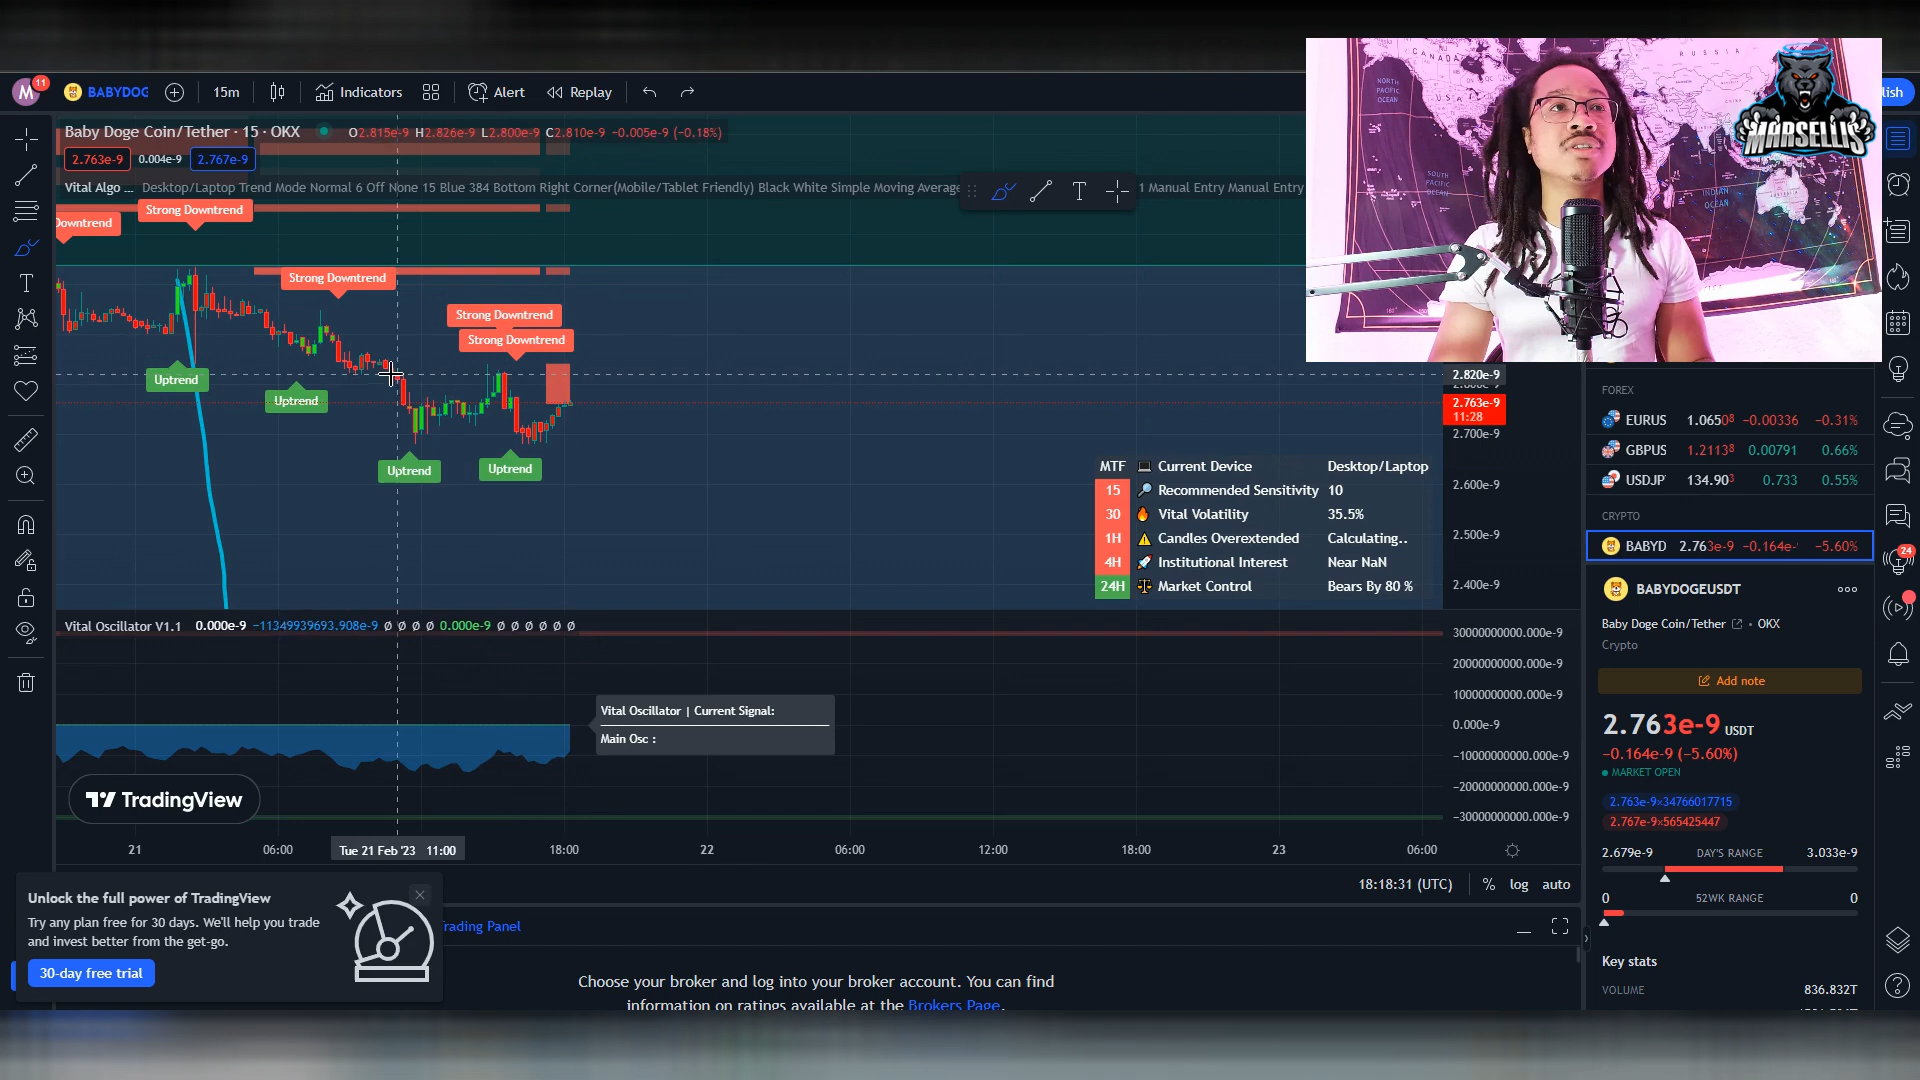 M 11 BABYDOG 15m Indicators Alert Replay
lish
Baby Doge Coin/Tether · 15 · OKX O2.815e-9 H2.826e-9 L2.800e-9 C2.810e-9 −0.005e-9 (−0.18%)
2.763e-9 0.004e-9 2.767e-9
Vital Algo ... Desktop/Laptop Trend Mode Normal 6 Off None 15 Blue 384 Bottom Right Corner(Mobile/Tablet Friendly) Black White Simple Moving Average 1 Manual Entry Manual Entry
Downtrend
Strong Downtrend
Strong Downtrend
Strong Downtrend
Strong Downtrend
Uptrend
Uptrend
Uptrend
Uptrend
CANADA
RUSSIA
NORTH
PACIFIC
OCEAN
USA
SOUTH
PACIFIC
OCEAN
INDIAN
OCEAN
MARSELLIS
2.820e-9
2.763e-9
11:28
2.700e-9
2.600e-9
2.500e-9
2.400e-9
MTF Current Device Desktop/Laptop
15 Recommended Sensitivity 10
30 Vital Volatility 35.5%
1H Candles Overextended Calculating..
4H Institutional Interest Near NaN
24H Market Control Bears By 80 %
Vital Oscillator V1.1 0.000e-9 −11349939693.908e-9 Ø Ø Ø Ø 0.000e-9 Ø Ø Ø Ø Ø Ø
30000000000.000e-9
20000000000.000e-9
10000000000.000e-9
0.000e-9
−10000000000.000e-9
−20000000000.000e-9
−30000000000.000e-9
Vital Oscillator | Current Signal:
Main Osc :
TradingView
21 06:00 Tue 21 Feb '23 11:00 18:00 22 06:00 12:00 18:00 23 06:00
18:18:31 (UTC) % log auto
Unlock the full power of TradingView
Try any plan free for 30 days. We'll help you trade
and invest better from the get-go.
30-day free trial
rading Panel
Choose your broker and log into your broker account. You can find
information on ratings available at the Brokers Page.
FOREX
EURUS 1.06508 −0.00336 −0.31%
GBPUS 1.21138 0.00791 0.66%
USDJP 134.903 0.733 0.55%
CRYPTO
BABYD 2.763e-9 −0.164e- −5.60%
24
BABYDOGEUSDT
Baby Doge Coin/Tether • OKX
Crypto
Add note
2.763e-9 USDT
−0.164e-9 (−5.60%)
MARKET OPEN
2.763e-9×34766017715
2.767e-9×565425447
2.679e-9 DAY'S RANGE 3.033e-9
0 52WK RANGE 0
Key stats
VOLUME 836.832T